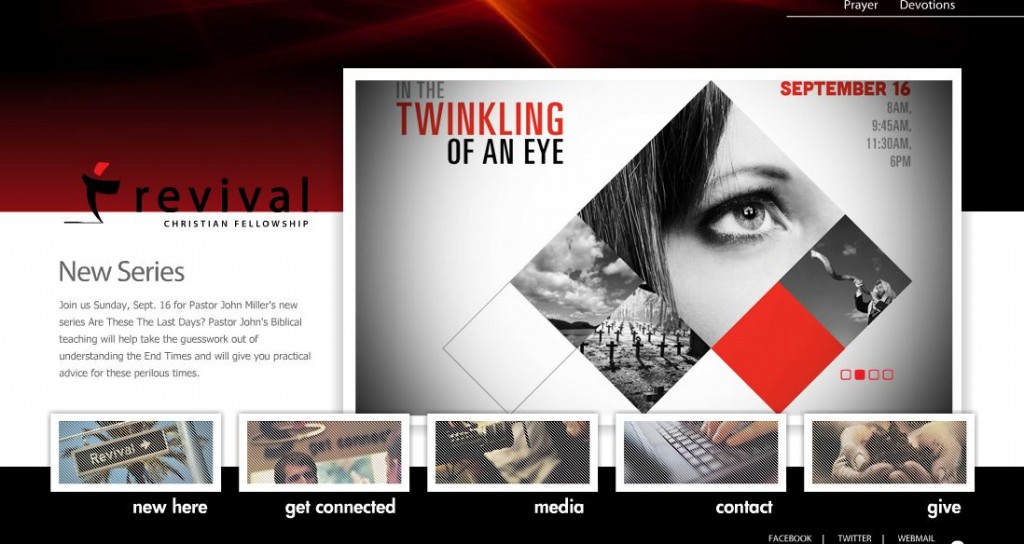 Prayer Devotions
IN THE
TWINKLING
OF AN EYE
SEPTEMBER 16
8AM,
9:45AM,
11:30AM,
6PM
revival
CHRISTIAN FELLOWSHIP
New Series
Join us Sunday, Sept. 16 for Pastor John Miller's new
series Are These The Last Days? Pastor John's Biblical
teaching will help take the guesswork out of
understanding the End Times and will give you practical
advice for these perilous times.
Revival
get connect
new here
get connected
media
contact
give
FACEBOOK | TWITTER | WEBMAIL